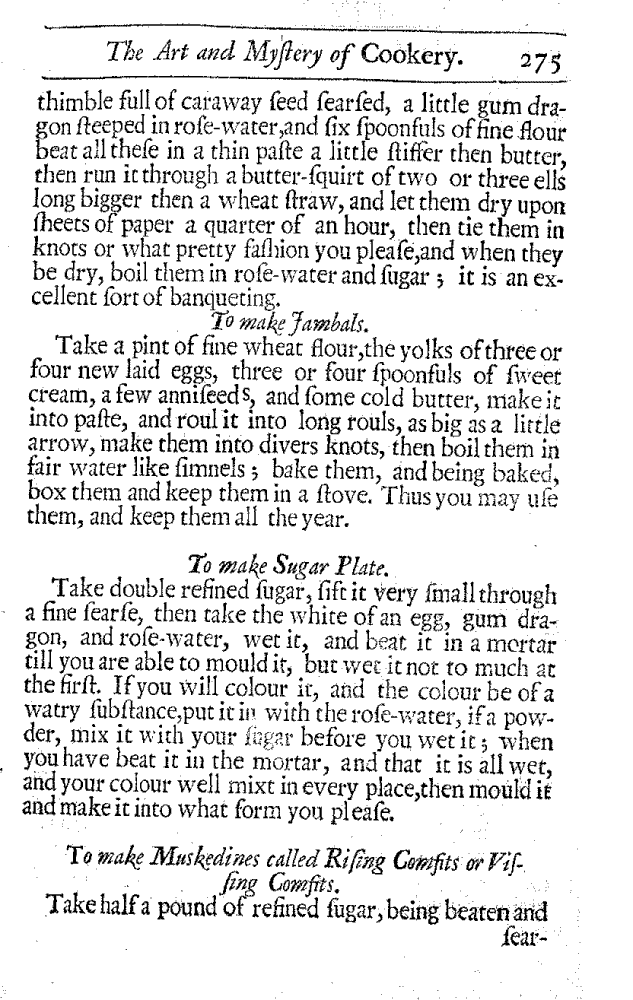 The Art and Myſtery of Cookery. 275
thimble full of caraway ſeed ſearſed, a little gum dra-
gon ſteeped in roſe-water,and ſix ſpoonfuls of fine flour
beat all theſe in a thin paſte a little ſtiffer then butter,
then run it through a butter-ſquirt of two or three ells
long bigger then a wheat ſtraw, and let them dry upon
ſheets of paper a quarter of an hour, then tie them in
knots or what pretty faſhion you pleaſe,and when they
be dry, boil them in roſe-water and ſugar ; it is an ex-
cellent ſort of banqueting.
To make Jambals.
Take a pint of fine wheat flour,the yolks of three or
four new laid eggs, three or four ſpoonfuls of ſweet
cream, a few anniſeeds, and ſome cold butter, make it
into paſte, and roul it into long rouls, as big as a little
arrow, make them into divers knots, then boil them in
fair water like ſimnels ; bake them, and being baked,
box them and keep them in a ſtove. Thus you may uſe
them, and keep them all the year.
To make Sugar Plate.
Take double refined ſugar, ſift it very ſmall through
a fine ſearſe, then take the white of an egg, gum dra-
gon, and roſe-water, wet it, and beat it in a mortar
till you are able to mould it, but wet it not to much at
the firſt. If you will colour it, and the colour be of a
watry ſubſtance,put it in with the roſe-water, if a pow-
der, mix it with your ſugar before you wet it ; when
you have beat it in the mortar, and that it is all wet,
and your colour well mixt in every place,then mould it
and make it into what form you pleaſe.
To make Muskedines called Riſing Comfits or Viſ-
ſing Comfits.
Take half a pound of refined ſugar, being beaten and
ſear-